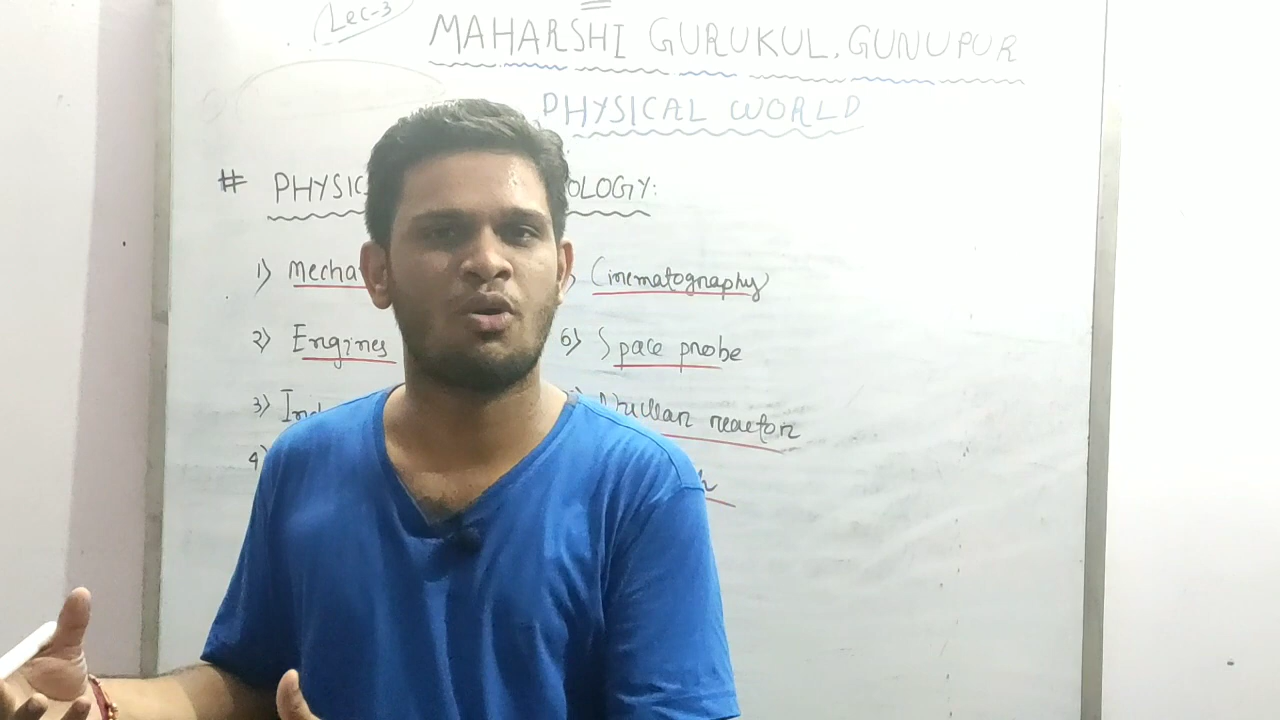 Lec-3
MAHARSHI GURUKUL, GUNUPUR
PHYSICAL WORLD
# PHYSIC OLOGY:
1) Mecha
Cinematography
2) Engines
6) Space probe
3) Ind
Nuclear reactor
4)